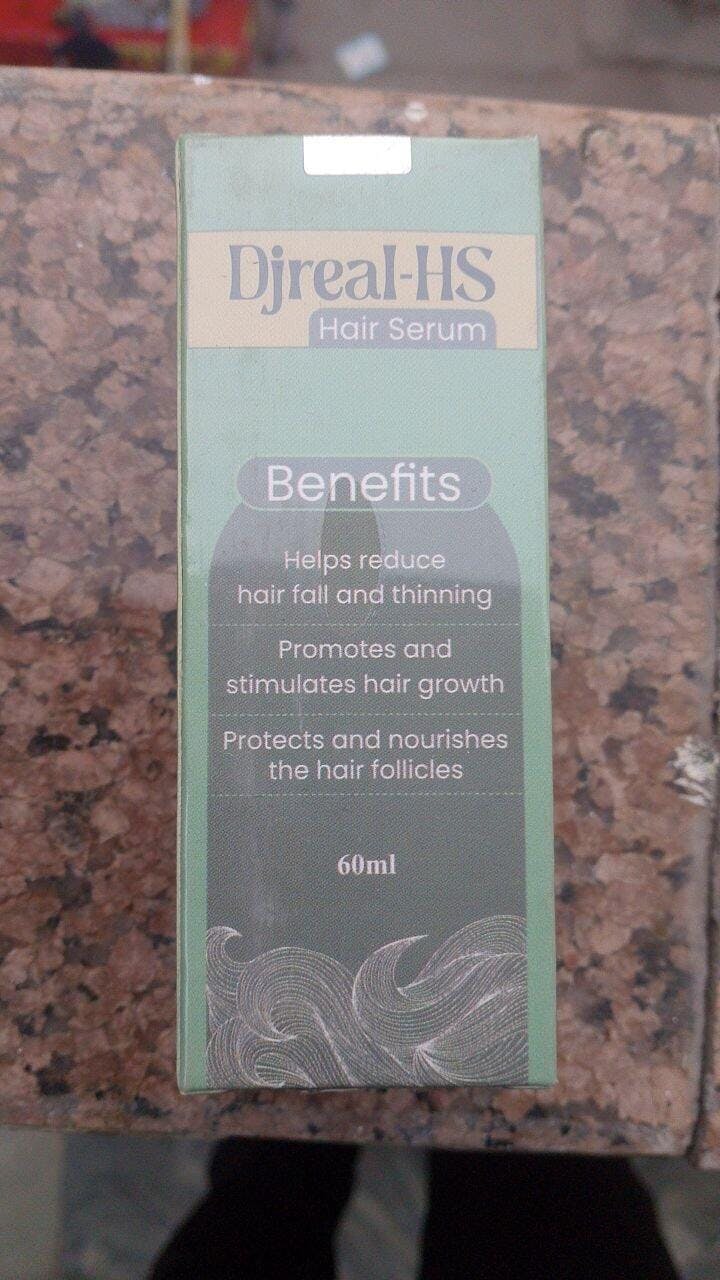 Djreal-HS
Hair Serum
Benefits
Helps reduce
hair fall and thinning
Promotes and
stimulates hair growth
Protects and nourishes
the hair follicles
60ml